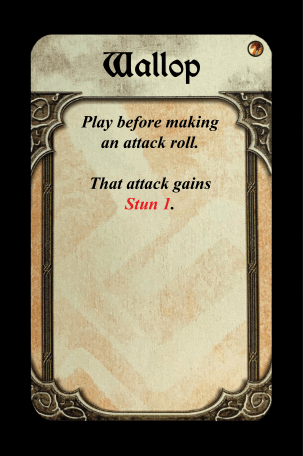 Wallop
Play before making
an attack roll.
That attack gains
Stun 1.